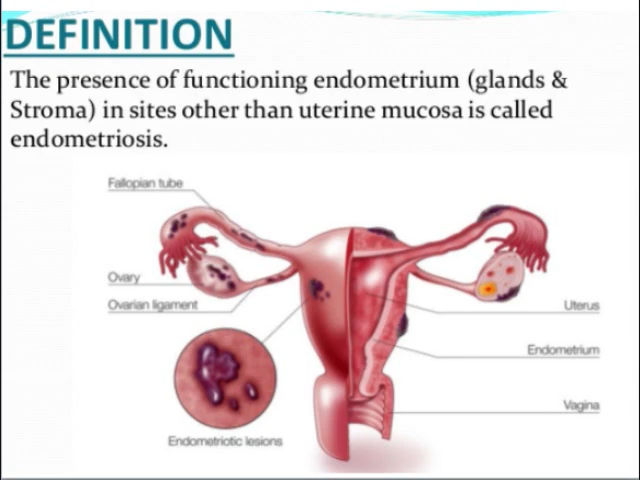 DEFINITION
The presence of functioning endometrium (glands &
Stroma) in sites other than uterine mucosa is called
endometriosis.
Fallopian tube
Ovary
Ovarian ligament
Uterus
Endometrium
Vagina
Endometriotic lesions